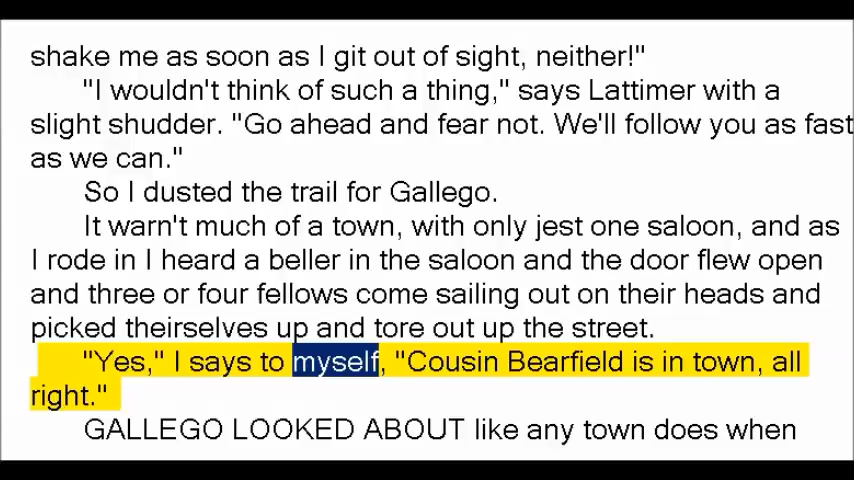 shake me as soon as I git out of sight, neither!"
"I wouldn't think of such a thing," says Lattimer with a
slight shudder. "Go ahead and fear not. We'll follow you as fast
as we can."
So I dusted the trail for Gallego.
It warn't much of a town, with only jest one saloon, and as
I rode in I heard a beller in the saloon and the door flew open
and three or four fellows come sailing out on their heads and
picked theirselves up and tore out up the street.
"Yes," I says to myself, "Cousin Bearfield is in town, all
right."
GALLEGO LOOKED ABOUT like any town does when